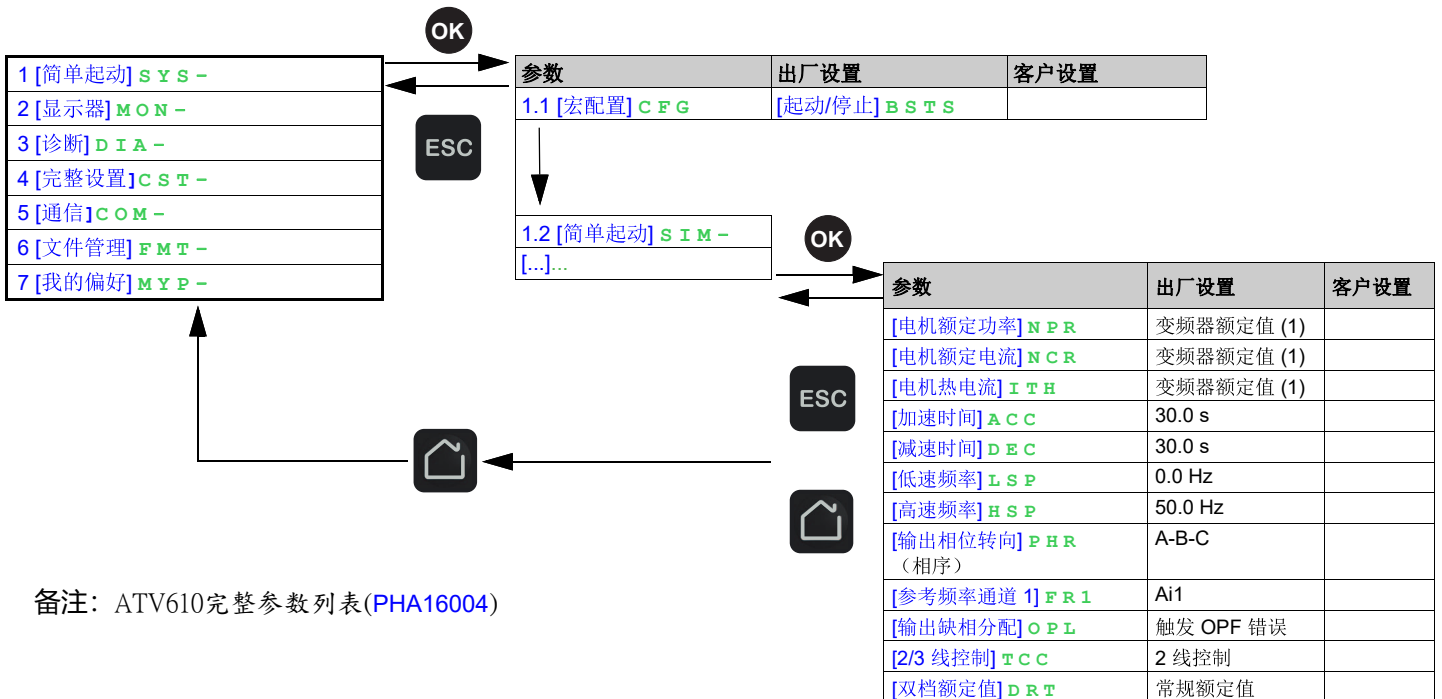 OK
1 [简单起动] SYS-
2 [显示器] MON-
3 [诊断] DIA-
4 [完整设置] CST-
5 [通信] COM-
6 [文件管理] FMT-
7 [我的偏好] MYP-
ESC
参数 出厂设置 客户设置
1.1 [宏配置] CFG [起动/停止] BSTS
1.2 [简单起动] SIM-
[...]...
OK
参数 出厂设置 客户设置
[电机额定功率] NPR 变频器额定值 (1)
[电机额定电流] NCR 变频器额定值 (1)
[电机热电流] ITH 变频器额定值 (1)
[加速时间] ACC 30.0 s
[减速时间] DEC 30.0 s
[低速频率] LSP 0.0 Hz
[高速频率] HSP 50.0 Hz
[输出相位转向] PHR A-B-C
（相序）
[参考频率通道 1] FR1 Ai1
[输出缺相分配] OPL 触发 OPF 错误
[2/3 线控制] TCC 2 线控制
[双档额定值] DRT 常规额定值
ESC
备注：ATV610完整参数列表(PHA16004)